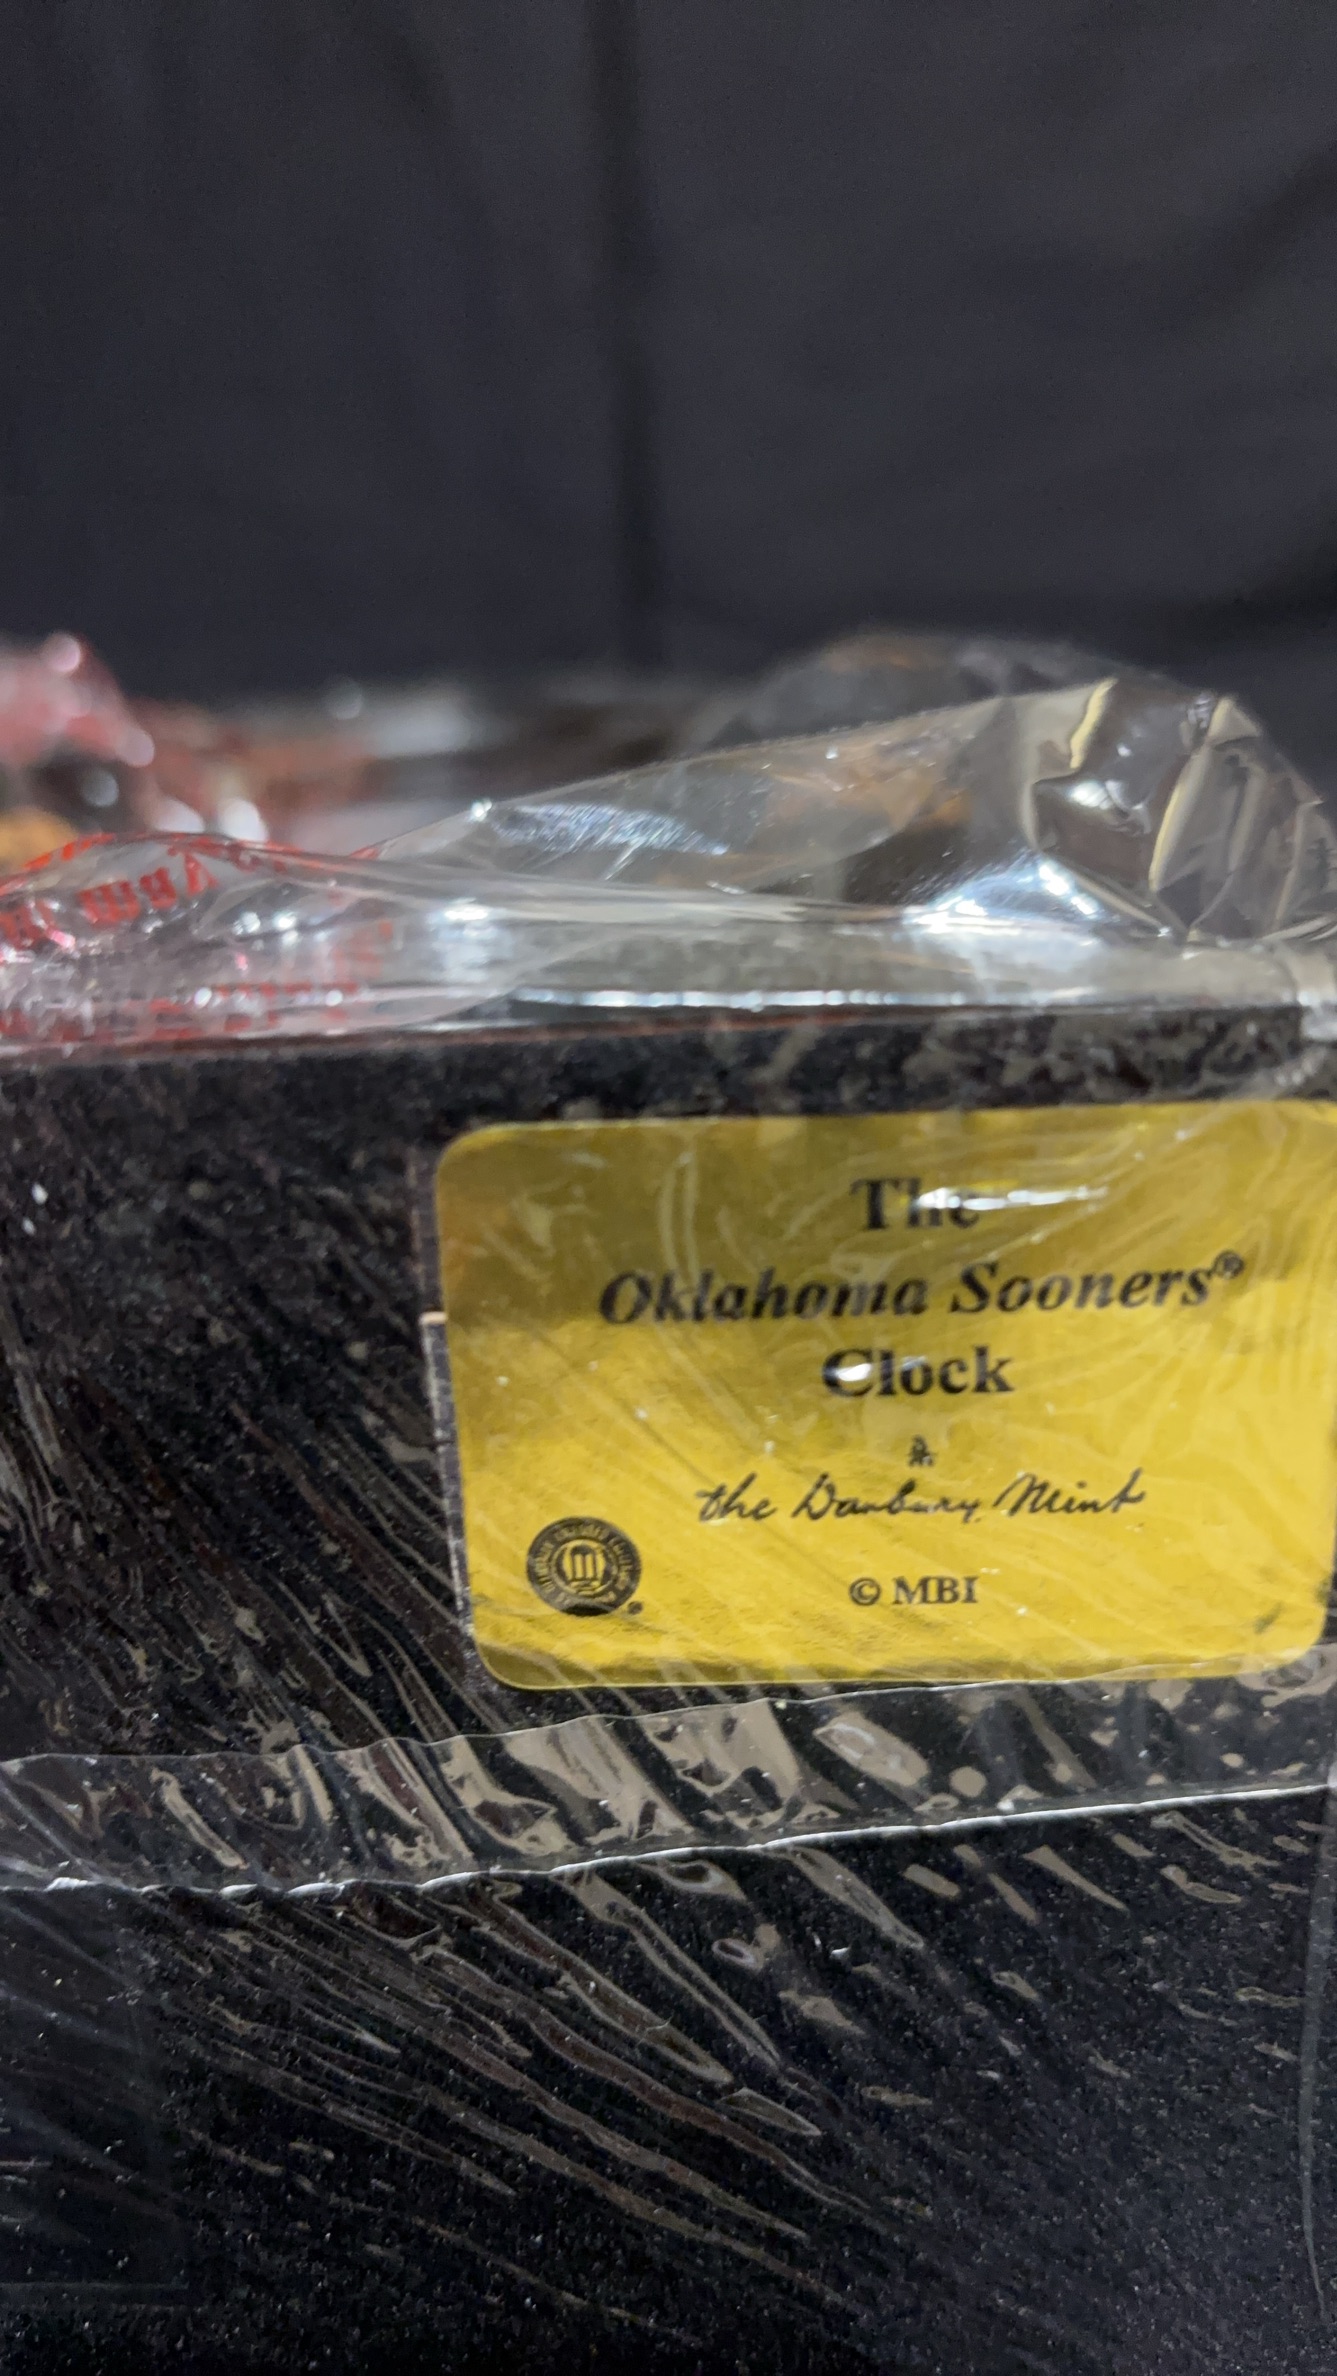 The
Oklahoma Sooners®
Clock
the Danbury Mint
© MBI